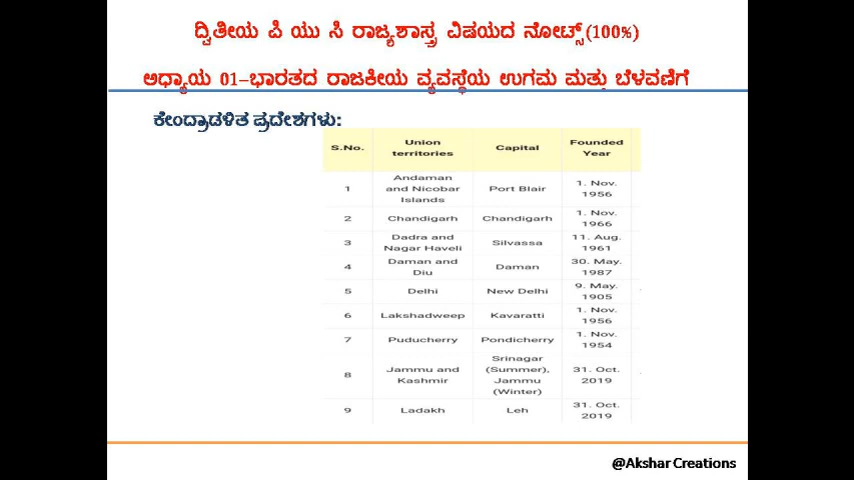 ದ್ವಿತೀಯ ಪಿ ಯು ಸಿ ರಾಜ್ಯಶಾಸ್ತ್ರ ವಿಷಯದ ನೋಟ್ಸ್(100%)
ಅಧ್ಯಾಯ 01-ಭಾರತದ ರಾಜಕೀಯ ವ್ಯವಸ್ಥೆಯ ಉಗಮ ಮತ್ತು ಬೆಳವಣಿಗೆ
ಕೇಂದ್ರಾಡಳಿತ ಪ್ರದೇಶಗಳು:
S.No. Union territories Capital Founded Year
1 Andaman and Nicobar Islands Port Blair 1. Nov. 1956
2 Chandigarh Chandigarh 1. Nov. 1966
3 Dadra and Nagar Haveli Silvassa 11. Aug. 1961
4 Daman and Diu Daman 30. May. 1987
5 Delhi New Delhi 9. May. 1905
6 Lakshadweep Kavaratti 1. Nov. 1956
7 Puducherry Pondicherry 1. Nov. 1954
8 Jammu and Kashmir Srinagar (Summer), Jammu (Winter) 31. Oct. 2019
9 Ladakh Leh 31. Oct. 2019
@Akshar Creations